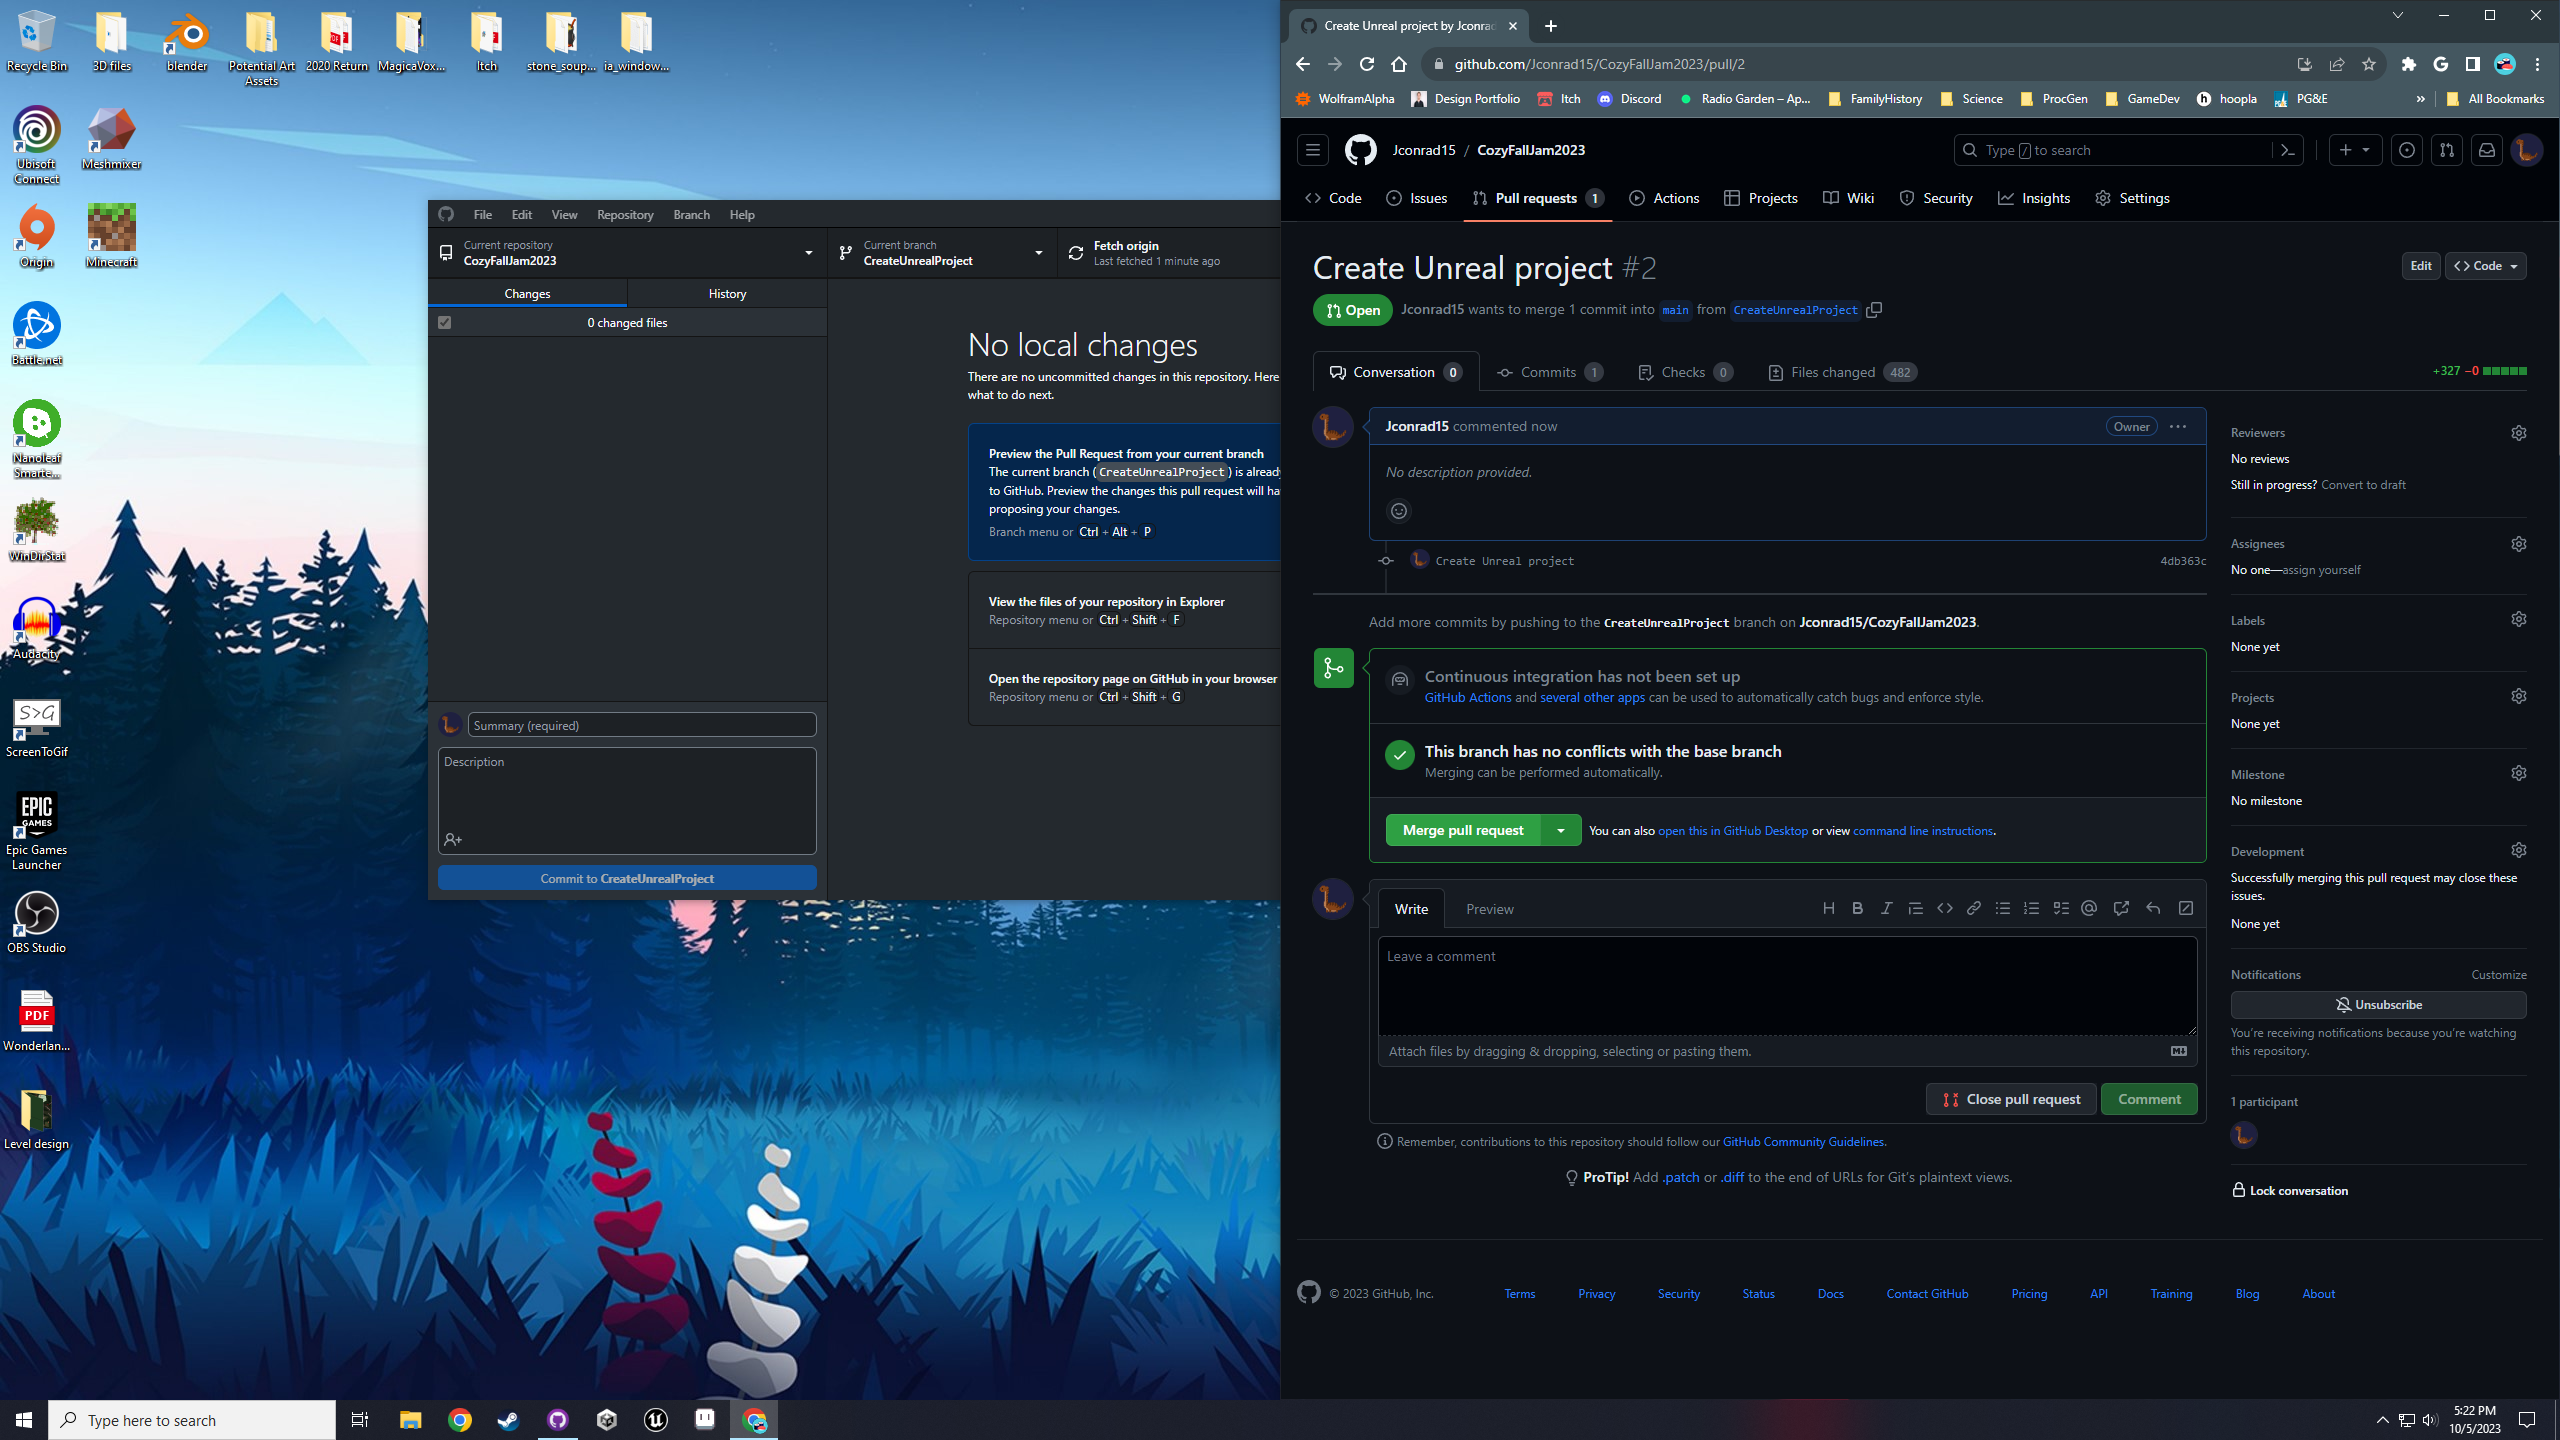 Recycle Bin
3D files
blender
Potential Art Assets
2020 Return
MagicaVox...
Itch
stone_soup...
ia_window...
Ubisoft Connect
Meshmixer
Origin
Minecraft
Battle.net
Nanoleaf Smarte...
WinDirStat
Audacity
S>G
ScreenToGif
EPIC GAMES
Epic Games Launcher
OBS Studio
PDF
Wonderlan...
Level design
File Edit View Repository Branch Help
Current repository
CozyFallJam2023
Current branch
CreateUnrealProject
Fetch origin
Last fetched 1 minute ago
Changes
History
0 changed files
No local changes
There are no uncommitted changes in this repository. Here
what to do next.
Preview the Pull Request from your current branch
The current branch (CreateUnrealProject) is already
to GitHub. Preview the changes this pull request will ha
proposing your changes.
Branch menu or Ctrl + Alt + P
View the files of your repository in Explorer
Repository menu or Ctrl + Shift + F
Open the repository page on GitHub in your browser
Repository menu or Ctrl + Shift + G
Summary (required)
Description
Commit to CreateUnrealProject
Create Unreal project by Jconrad
github.com/Jconrad15/CozyFallJam2023/pull/2
WolframAlpha Design Portfolio Itch Discord Radio Garden – Ap... FamilyHistory Science ProcGen GameDev hoopla PG&E » All Bookmarks
Jconrad15 / CozyFallJam2023
Type / to search
Code Issues Pull requests 1 Actions Projects Wiki Security Insights Settings
Create Unreal project #2
Edit
<> Code
Open
Jconrad15 wants to merge 1 commit into main from CreateUnrealProject
Conversation 0 Commits 1 Checks 0 Files changed 482
+327 −0
Jconrad15 commented now
Owner
No description provided.
Create Unreal project
4db363c
Add more commits by pushing to the CreateUnrealProject branch on Jconrad15/CozyFallJam2023.
Continuous integration has not been set up
GitHub Actions and several other apps can be used to automatically catch bugs and enforce style.
This branch has no conflicts with the base branch
Merging can be performed automatically.
Merge pull request
You can also open this in GitHub Desktop or view command line instructions.
Write
Preview
Leave a comment
Attach files by dragging & dropping, selecting or pasting them.
Close pull request
Comment
Remember, contributions to this repository should follow our GitHub Community Guidelines.
ProTip! Add .patch or .diff to the end of URLs for Git's plaintext views.
Reviewers
No reviews
Still in progress? Convert to draft
Assignees
No one—assign yourself
Labels
None yet
Projects
None yet
Milestone
No milestone
Development
Successfully merging this pull request may close these
issues.
None yet
Notifications
Customize
Unsubscribe
You're receiving notifications because you're watching
this repository.
1 participant
Lock conversation
© 2023 GitHub, Inc. Terms Privacy Security Status Docs Contact GitHub Pricing API Training Blog About
Type here to search
5:22 PM
10/5/2023